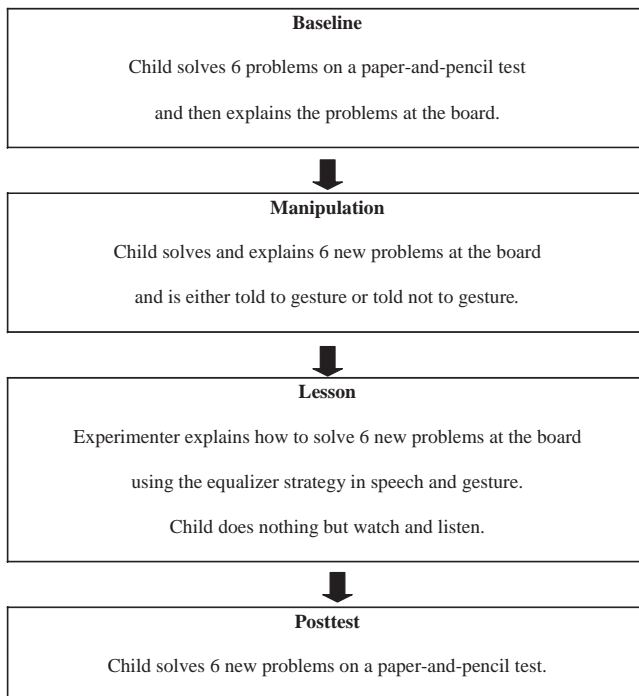 Baseline
Child solves 6 problems on a paper-and-pencil test
and then explains the problems at the board.
Manipulation
Child solves and explains 6 new problems at the board
and is either told to gesture or told not to gesture.
Lesson
Experimenter explains how to solve 6 new problems at the board
using the equalizer strategy in speech and gesture.
Child does nothing but watch and listen.
Posttest
Child solves 6 new problems on a paper-and-pencil test.